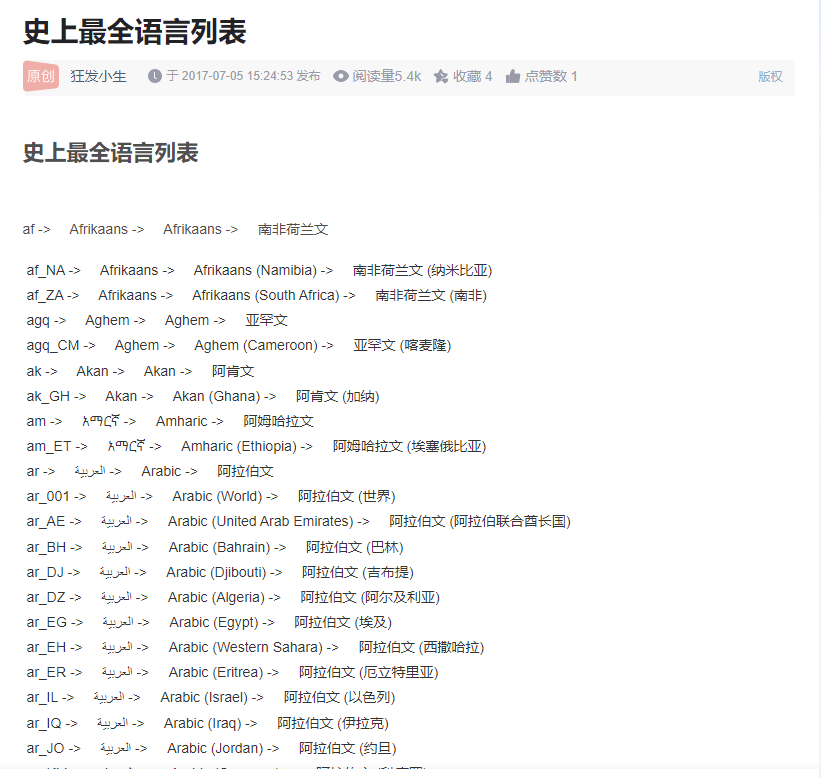 史上最全语言列表
原创 狂发小生 于 2017-07-05 15:24:53 发布 阅读量5.4k 收藏 4 点赞数 1 版权
史上最全语言列表
af -> Afrikaans -> Afrikaans -> 南非荷兰文
af_NA -> Afrikaans -> Afrikaans (Namibia) -> 南非荷兰文 (纳米比亚)
af_ZA -> Afrikaans -> Afrikaans (South Africa) -> 南非荷兰文 (南非)
agq -> Aghem -> Aghem -> 亚罕文
agq_CM -> Aghem -> Aghem (Cameroon) -> 亚罕文 (喀麦隆)
ak -> Akan -> Akan -> 阿肯文
ak_GH -> Akan -> Akan (Ghana) -> 阿肯文 (加纳)
am -> አማርኛ -> Amharic -> 阿姆哈拉文
am_ET -> አማርኛ -> Amharic (Ethiopia) -> 阿姆哈拉文 (埃塞俄比亚)
ar -> العربية -> Arabic -> 阿拉伯文
ar_001 -> العربية -> Arabic (World) -> 阿拉伯文 (世界)
ar_AE -> العربية -> Arabic (United Arab Emirates) -> 阿拉伯文 (阿拉伯联合酋长国)
ar_BH -> العربية -> Arabic (Bahrain) -> 阿拉伯文 (巴林)
ar_DJ -> العربية -> Arabic (Djibouti) -> 阿拉伯文 (吉布提)
ar_DZ -> العربية -> Arabic (Algeria) -> 阿拉伯文 (阿尔及利亚)
ar_EG -> العربية -> Arabic (Egypt) -> 阿拉伯文 (埃及)
ar_EH -> العربية -> Arabic (Western Sahara) -> 阿拉伯文 (西撒哈拉)
ar_ER -> العربية -> Arabic (Eritrea) -> 阿拉伯文 (厄立特里亚)
ar_IL -> العربية -> Arabic (Israel) -> 阿拉伯文 (以色列)
ar_IQ -> العربية -> Arabic (Iraq) -> 阿拉伯文 (伊拉克)
ar_JO -> العربية -> Arabic (Jordan) -> 阿拉伯文 (约旦)